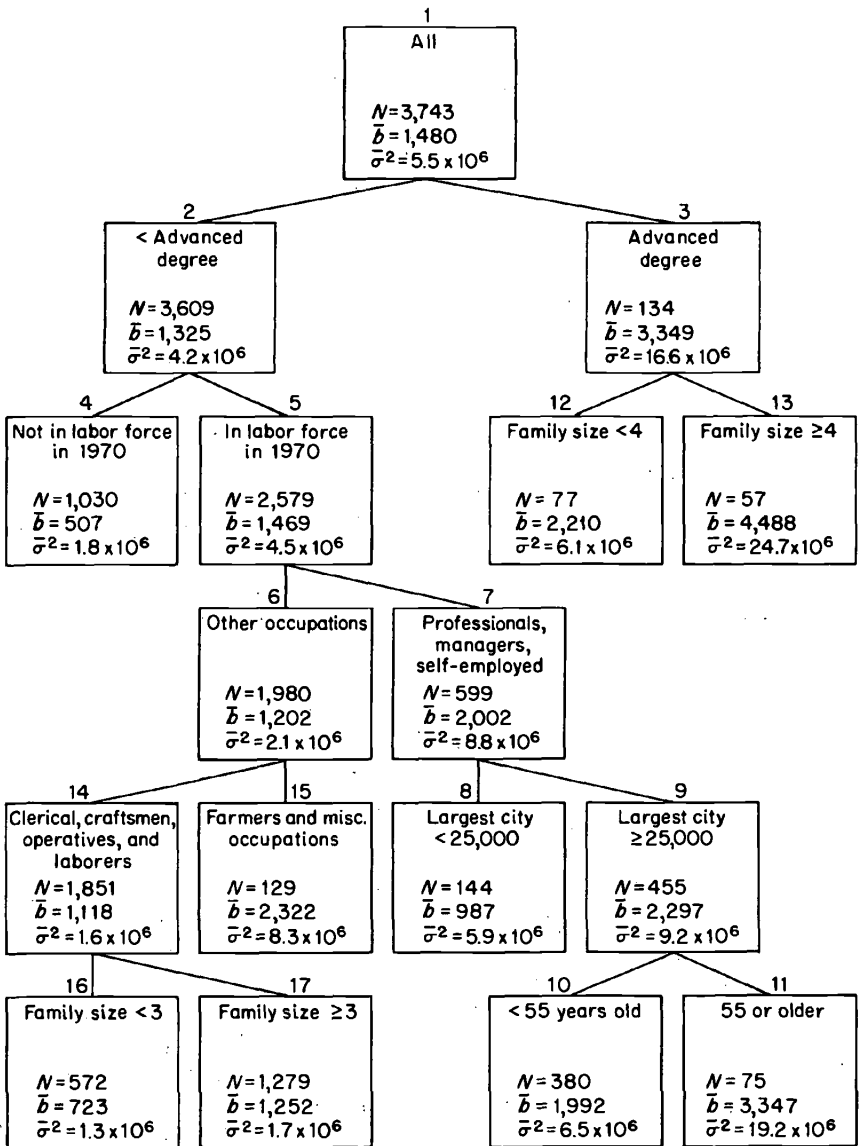 1
All
N=3,743
b̅=1,480
σ̅²=5.5 x 10⁶
2
< Advanced
degree
N=3,609
b̅=1,325
σ̅²=4.2 x 10⁶
3
Advanced
degree
N=134
b̅=3,349
σ̅²=16.6 x 10⁶
4
Not in labor force
in 1970
N=1,030
b̅=507
σ̅²=1.8 x 10⁶
5
In labor force
in 1970
N=2,579
b̅=1,469
σ̅²=4.5 x 10⁶
12
Family size <4
N=77
b̅=2,210
σ̅²=6.1 x 10⁶
13
Family size ≥4
N=57
b̅=4,488
σ̅²=24.7x10⁶
6
Other occupations
N=1,980
b̅=1,202
σ̅²=2.1 x 10⁶
7
Professionals,
managers,
self-employed
N=599
b̅=2,002
σ̅²=8.8 x 10⁶
14
Clerical, craftsmen,
operatives, and
laborers
N=1,851
b̅=1,118
σ̅²=1.6 x 10⁶
15
Farmers and misc.
occupations
N=129
b̅=2,322
σ̅²=8.3 x 10⁶
8
Largest city
<25,000
N=144
b̅=987
σ̅²=5.9 x 10⁶
9
Largest city
≥25,000
N=455
b̅=2,297
σ̅²=9.2 x 10⁶
16
Family size <3
N=572
b̅=723
σ̅²=1.3 x 10⁶
17
Family size ≥3
N=1,279
b̅=1,252
σ̅²=1.7 x 10⁶
10
<55 years old
N=380
b̅=1,992
σ̅²=6.5 x 10⁶
11
55 or older
N=75
b̅=3,347
σ̅²=19.2 x 10⁶